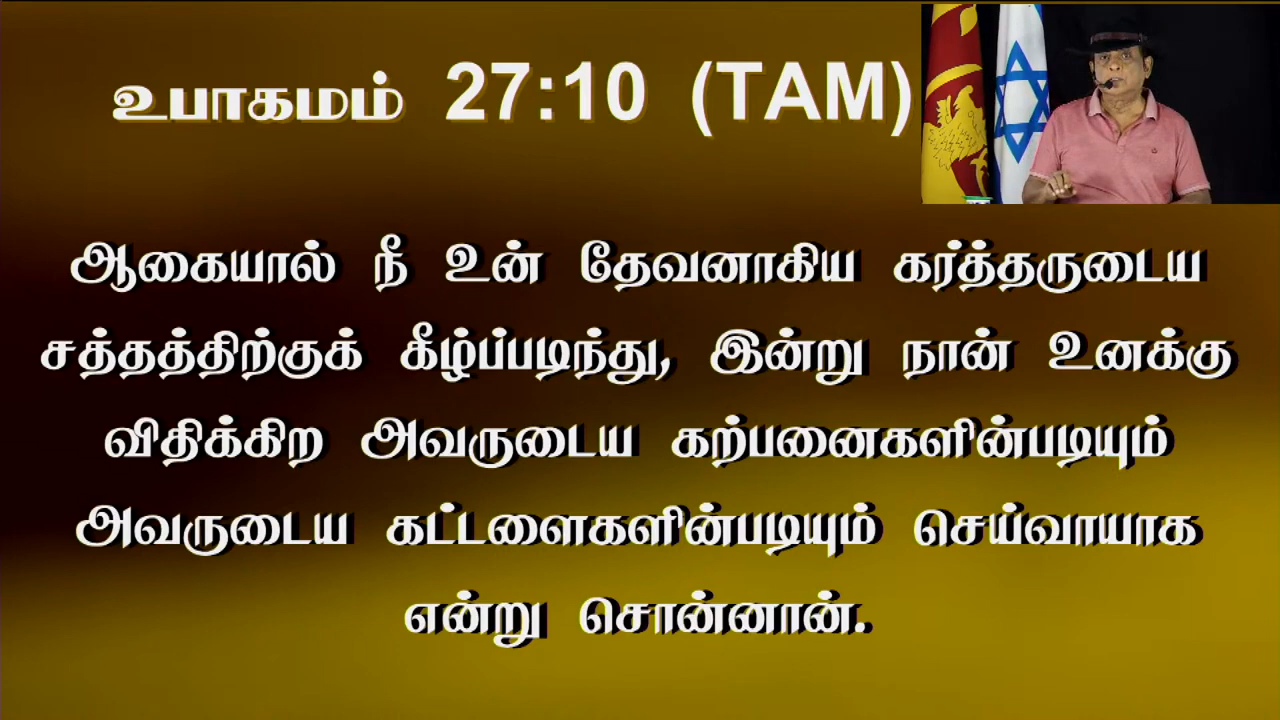 உபாகமம் 27:10 (TAM)
ஆகையால் நீ உன் தேவனாகிய கர்த்தருடைய
சத்தத்திற்குக் கீழ்ப்படிந்து, இன்று நான் உனக்கு
விதிக்கிற அவருடைய கற்பனைகளின்படியும்
அவருடைய கட்டளைகளின்படியும் செய்வாயாக
என்று சொன்னான்.